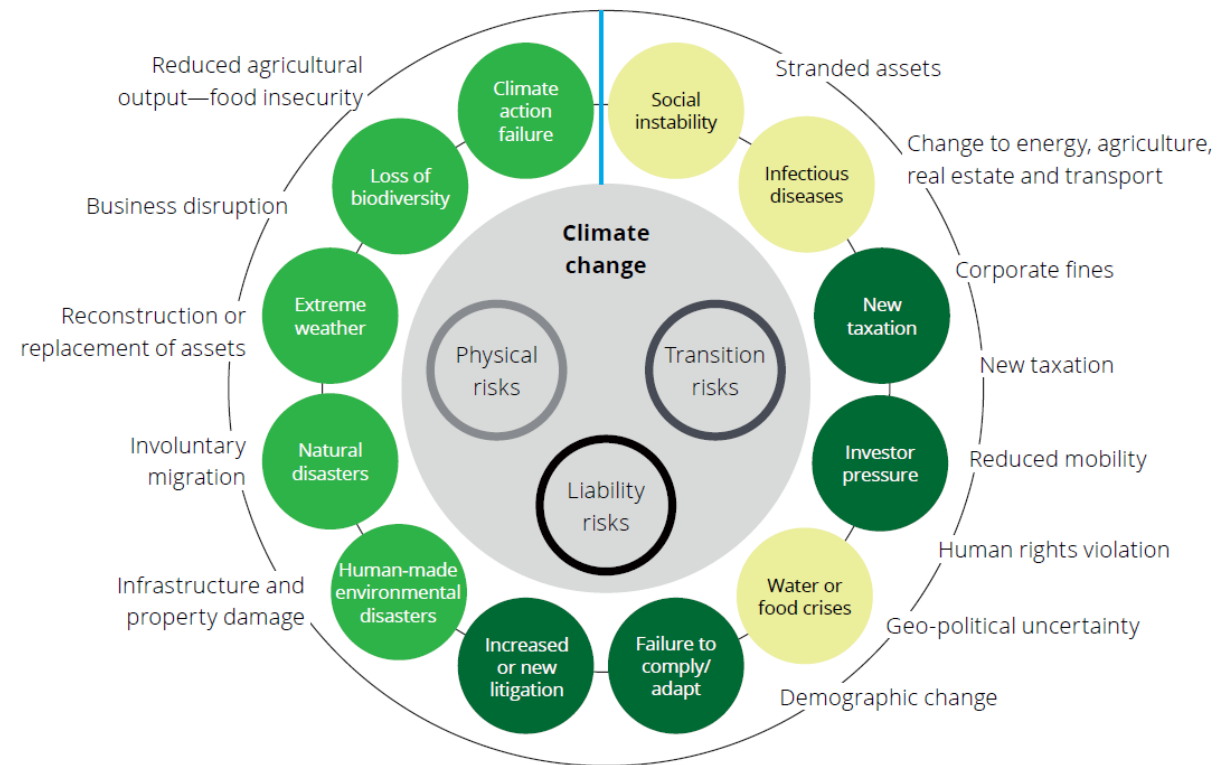 Reduced agricultural
output—food insecurity
Business disruption
Reconstruction or
replacement of assets
Involuntary
migration
Infrastructure and
property damage
Climate
action
failure
Loss of
biodiversity
Extreme
weather
Natural
disasters
Human-made
environmental
disasters
Increased
or new
litigation
Failure to
comply/
adapt
Water or
food crises
Investor
pressure
New
taxation
Infectious
diseases
Social
instability
Climate
change
Physical
risks
Transition
risks
Liability
risks
Stranded assets
Change to energy, agriculture,
real estate and transport
Corporate fines
New taxation
Reduced mobility
Human rights violation
Geo-political uncertainty
Demographic change